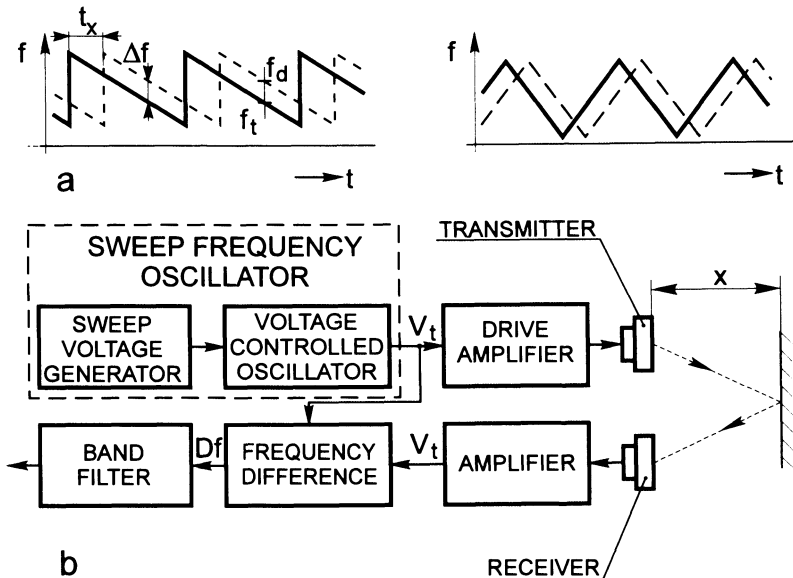 f
t_x
Δf
f_d
f_t
t
a
f
t
TRANSMITTER
SWEEP FREQUENCY
OSCILLATOR
SWEEP
VOLTAGE
GENERATOR
VOLTAGE
CONTROLLED
OSCILLATOR
V_t
DRIVE
AMPLIFIER
x
BAND
FILTER
Df
FREQUENCY
DIFFERENCE
V_t
AMPLIFIER
b
RECEIVER